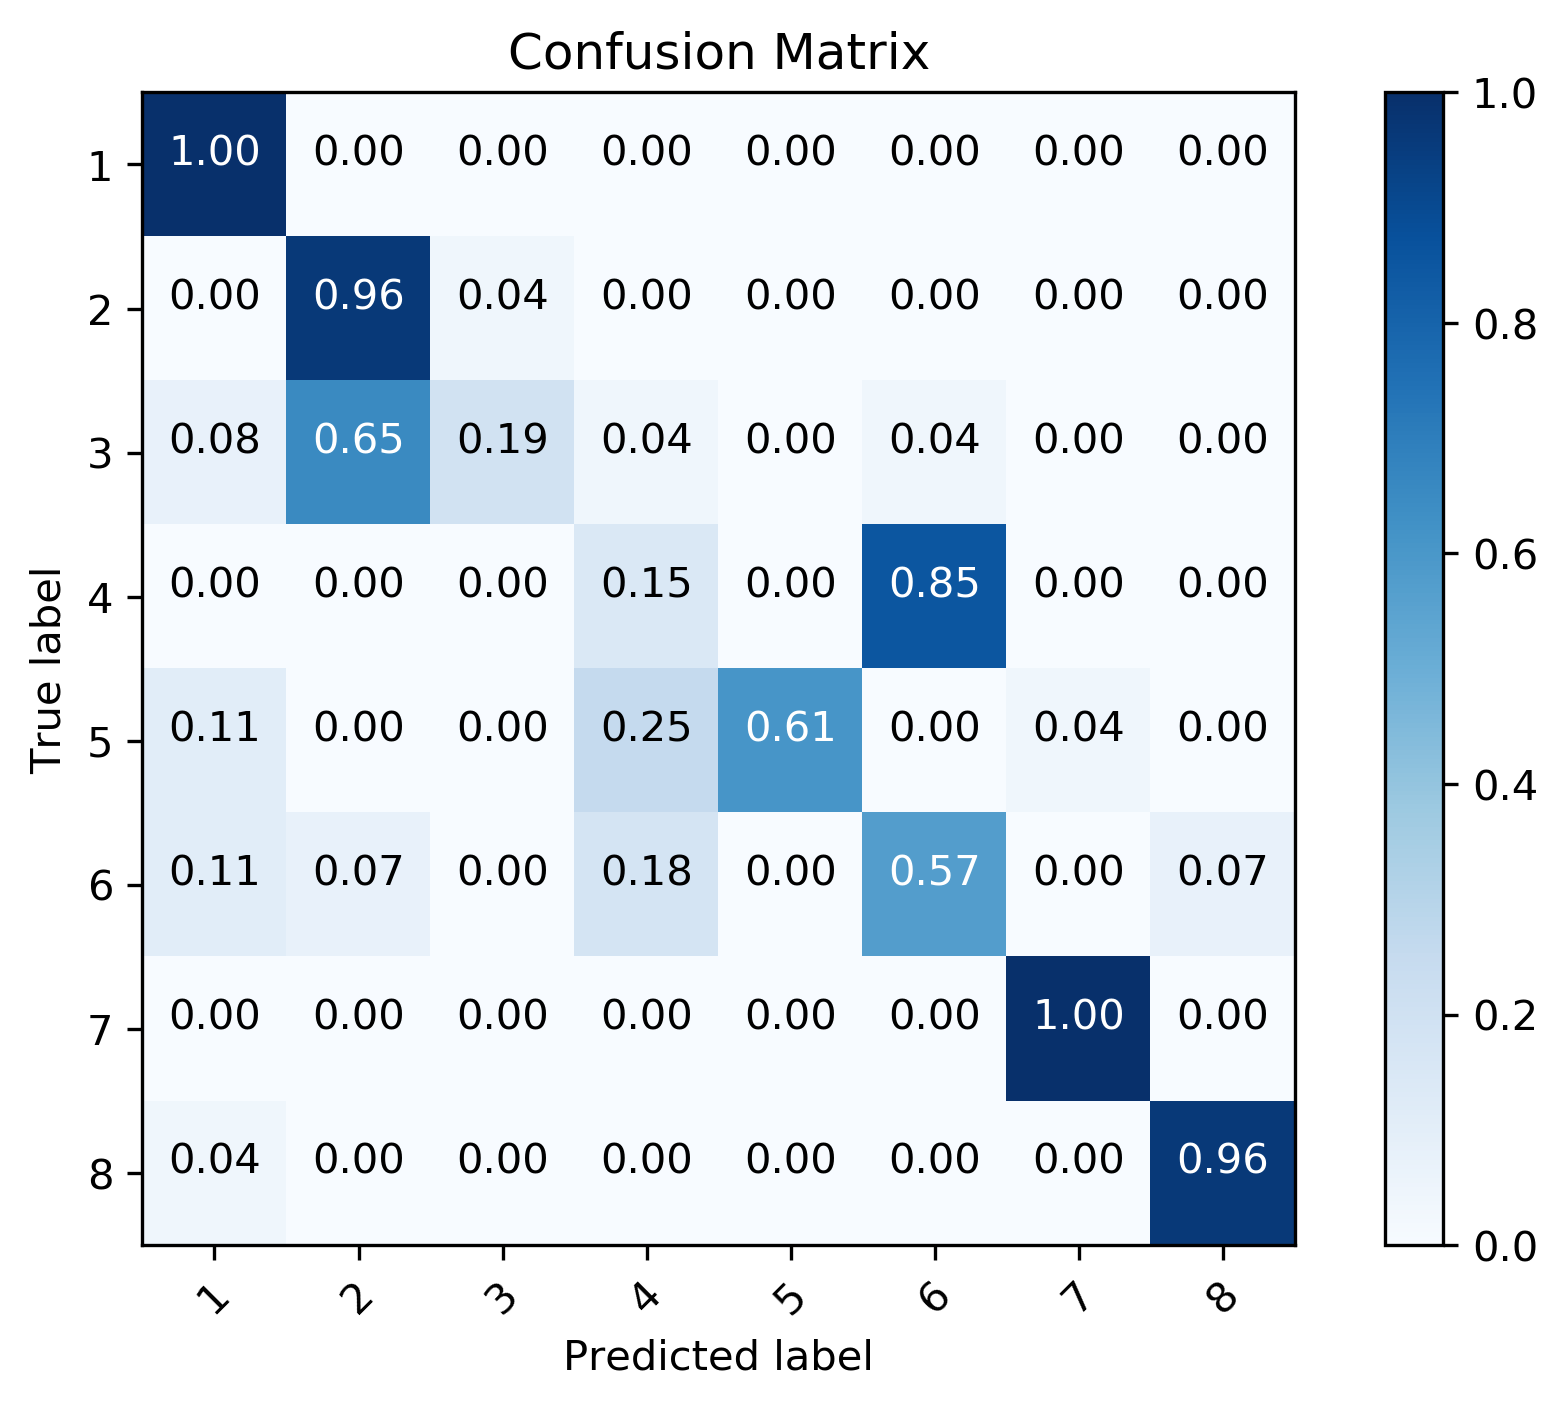 Confusion Matrix
1 1.00 0.00 0.00 0.00 0.00 0.00 0.00 0.00
2 0.00 0.96 0.04 0.00 0.00 0.00 0.00 0.00
3 0.08 0.65 0.19 0.04 0.00 0.04 0.00 0.00
4 0.00 0.00 0.00 0.15 0.00 0.85 0.00 0.00
5 0.11 0.00 0.00 0.25 0.61 0.00 0.04 0.00
6 0.11 0.07 0.00 0.18 0.00 0.57 0.00 0.07
7 0.00 0.00 0.00 0.00 0.00 0.00 1.00 0.00
8 0.04 0.00 0.00 0.00 0.00 0.00 0.00 0.96
1 2 3 4 5 6 7 8
Predicted label
True label
1.0
0.8
0.6
0.4
0.2
0.0